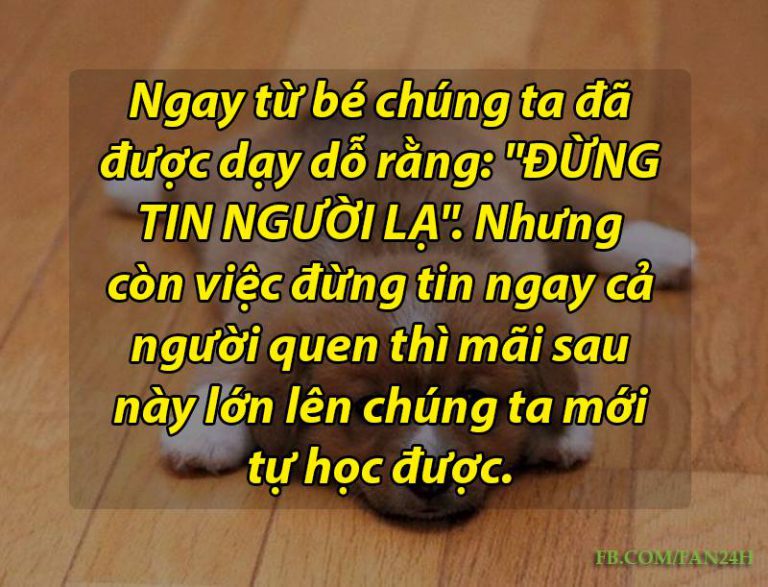 Ngay từ bé chúng ta đã
được dạy dỗ rằng: "ĐỪNG
TIN NGƯỜI LẠ". Nhưng
còn việc đừng tin ngay cả
người quen thì mãi sau
này lớn lên chúng ta mới
tự học được.
FB.COM/PAN24H